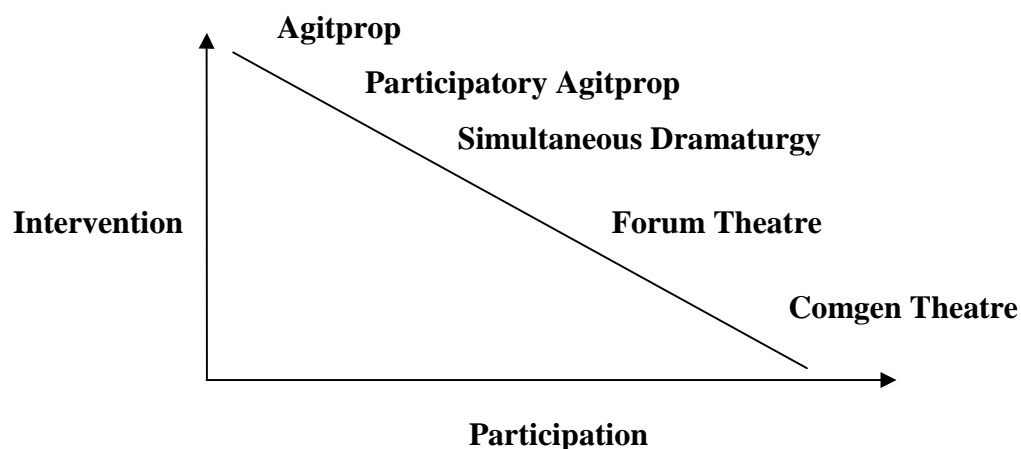 Agitprop
Participatory Agitprop
Simultaneous Dramaturgy
Intervention
Forum Theatre
Comgen Theatre
Participation